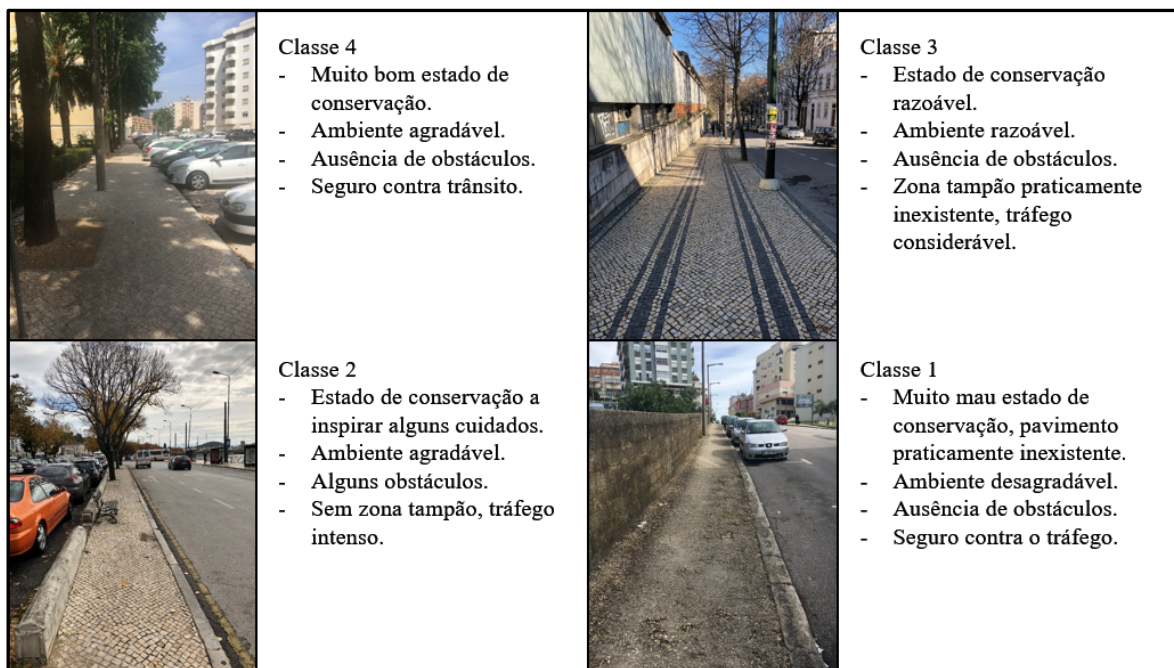 Classe 4
- Muito bom estado de
conservação.
- Ambiente agradável.
- Ausência de obstáculos.
- Seguro contra trânsito.
Classe 3
- Estado de conservação
razoável.
- Ambiente razoável.
- Ausência de obstáculos.
- Zona tampão praticamente
inexistente, tráfego
considerável.
Classe 2
- Estado de conservação a
inspirar alguns cuidados.
- Ambiente agradável.
- Alguns obstáculos.
- Sem zona tampão, tráfego
intenso.
Classe 1
- Muito mau estado de
conservação, pavimento
praticamente inexistente.
- Ambiente desagradável.
- Ausência de obstáculos.
- Seguro contra o tráfego.